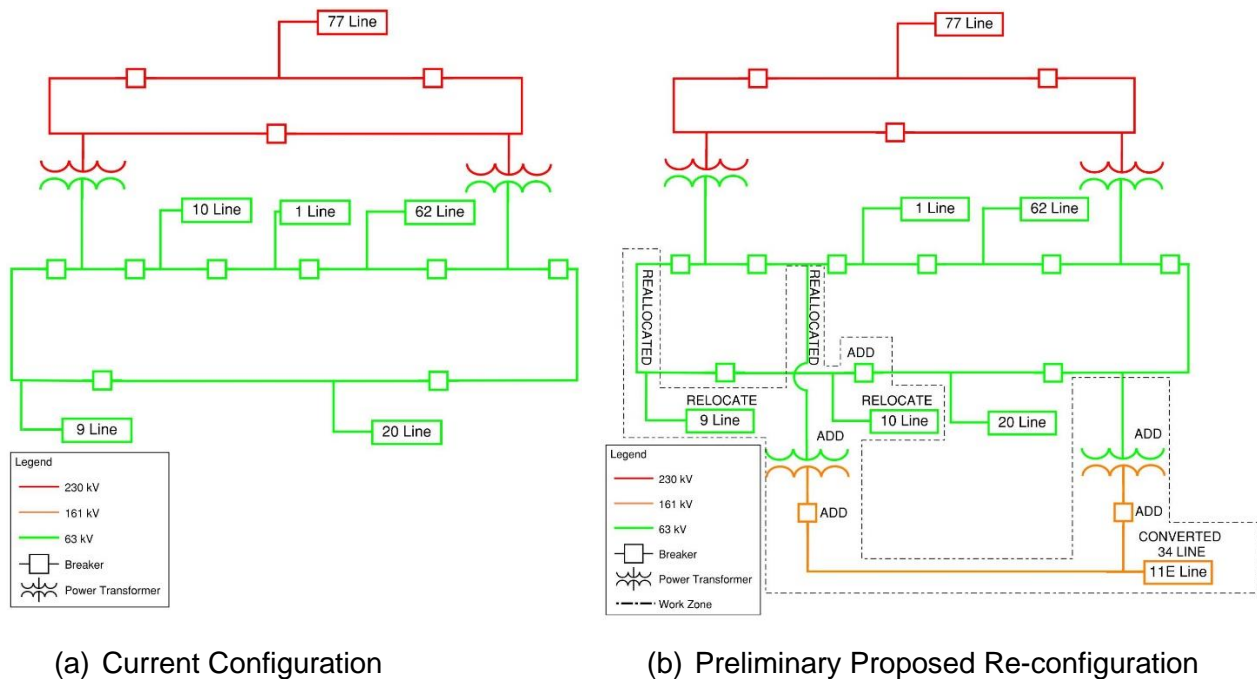 77 Line
10 Line
1 Line
62 Line
9 Line
20 Line
Legend
230 kV
161 kV
63 kV
Breaker
Power Transformer
(a) Current Configuration
77 Line
1 Line
62 Line
REALLOCATED
REALLOCATED
ADD
RELOCATE
9 Line
RELOCATE
10 Line
20 Line
ADD
ADD
ADD
ADD
CONVERTED
34 LINE
11E Line
Legend
230 kV
161 kV
63 kV
Breaker
Power Transformer
Work Zone
(b) Preliminary Proposed Re-configuration